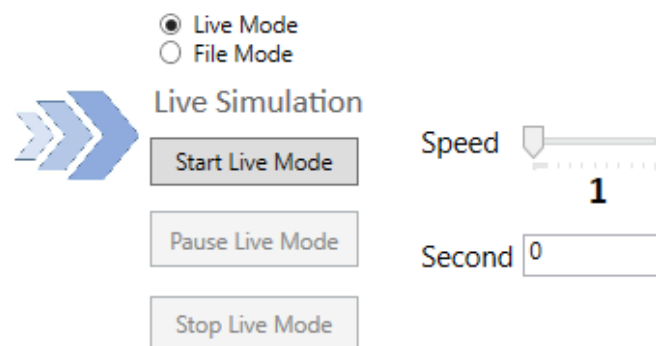 Live Mode
File Mode
Live Simulation
Start Live Mode
Speed
1
Pause Live Mode
Second 0
Stop Live Mode